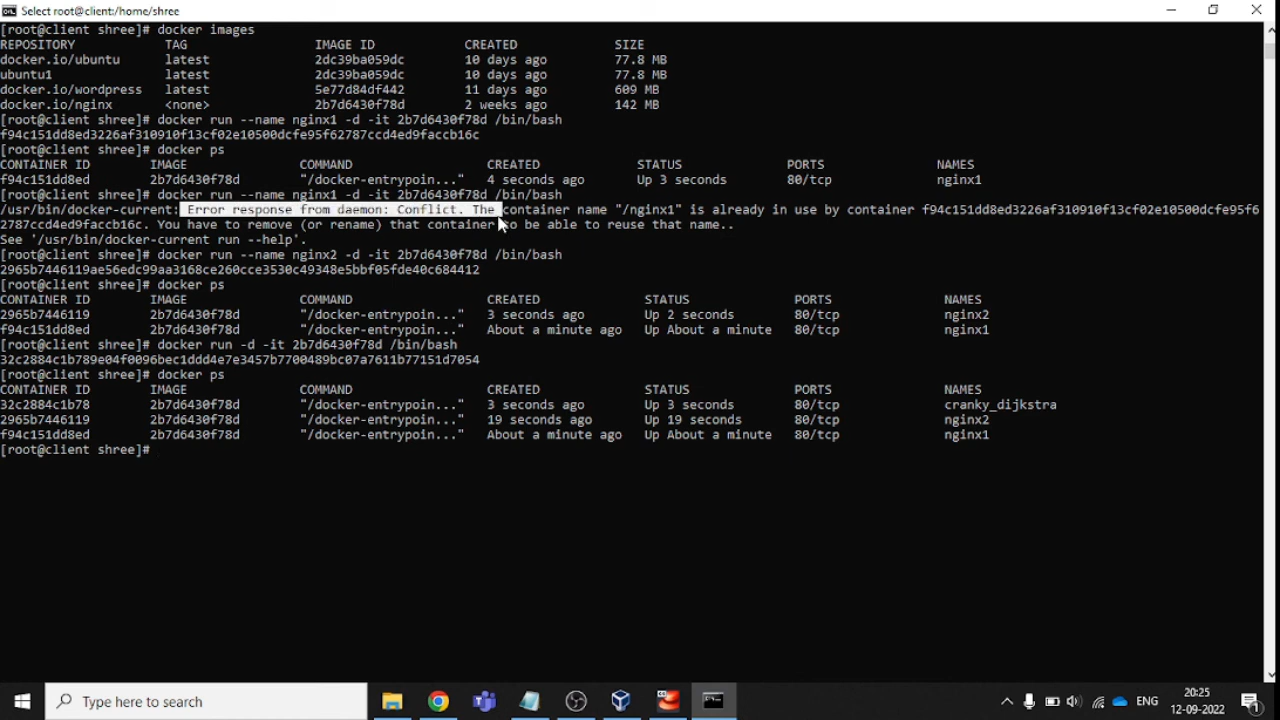 Select root@client:/home/shree
[root@client shree]# docker images
REPOSITORY TAG IMAGE ID CREATED SIZE
docker.io/ubuntu latest 2dc39ba059dc 10 days ago 77.8 MB
ubuntu1 latest 2dc39ba059dc 10 days ago 77.8 MB
docker.io/wordpress latest 5e77d84df442 11 days ago 609 MB
docker.io/nginx <none> 2b7d6430f78d 2 weeks ago 142 MB
[root@client shree]# docker run --name nginx1 -d -it 2b7d6430f78d /bin/bash
f94c151dd8ed3226af310910f13cf02e10500dcfe95f62787ccd4ed9faccb16c
[root@client shree]# docker ps
CONTAINER ID IMAGE COMMAND CREATED STATUS PORTS NAMES
f94c151dd8ed 2b7d6430f78d "/docker-entrypoin..." 4 seconds ago Up 3 seconds 80/tcp nginx1
[root@client shree]# docker run --name nginx1 -d -it 2b7d6430f78d /bin/bash
/usr/bin/docker-current: Error response from daemon: Conflict. The container name "/nginx1" is already in use by container f94c151dd8ed3226af310910f13cf02e10500dcfe95f6
2787ccd4ed9faccb16c. You have to remove (or rename) that container to be able to reuse that name..
See '/usr/bin/docker-current run --help'.
[root@client shree]# docker run --name nginx2 -d -it 2b7d6430f78d /bin/bash
2965b7446119ae56edc99aa3168ce260cce3530c49348e5bbf05fde40c684412
[root@client shree]# docker ps
CONTAINER ID IMAGE COMMAND CREATED STATUS PORTS NAMES
2965b7446119 2b7d6430f78d "/docker-entrypoin..." 3 seconds ago Up 2 seconds 80/tcp nginx2
f94c151dd8ed 2b7d6430f78d "/docker-entrypoin..." About a minute ago Up About a minute 80/tcp nginx1
[root@client shree]# docker run -d -it 2b7d6430f78d /bin/bash
32c2884c1b789e04f0096bec1ddd4e7e3457b7700489bc07a7611b77151d7054
[root@client shree]# docker ps
CONTAINER ID IMAGE COMMAND CREATED STATUS PORTS NAMES
32c2884c1b78 2b7d6430f78d "/docker-entrypoin..." 3 seconds ago Up 3 seconds 80/tcp cranky_dijkstra
2965b7446119 2b7d6430f78d "/docker-entrypoin..." 19 seconds ago Up 19 seconds 80/tcp nginx2
f94c151dd8ed 2b7d6430f78d "/docker-entrypoin..." About a minute ago Up About a minute 80/tcp nginx1
[root@client shree]#
Type here to search
ENG
20:25
12-09-2022
1